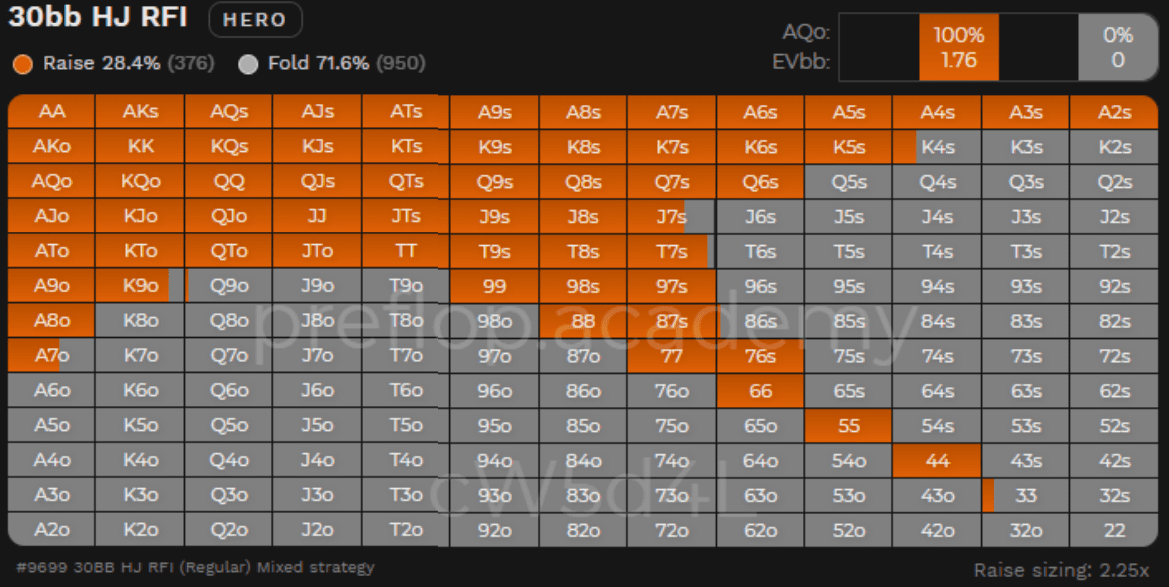 30bb HJ RFI HERO
AQo: 100% 0%
Raise 28.4% (376) Fold 71.6% (950) EVbb: 1.76 0
AA AKs AQs AJs ATs A9s A8s A7s A6s A5s A4s A3s A2s
AKo KK KQs KJs KTs K9s K8s K7s K6s K5s K4s K3s K2s
AQo KQo QQ QJs QTs Q9s Q8s Q7s Q6s Q5s Q4s Q3s Q2s
AJo KJo QJo JJ JTs J9s J8s J7s J6s J5s J4s J3s J2s
ATo KTo QTo JTo TT T9s T8s T7s T6s T5s T4s T3s T2s
A9o K9o Q9o J9o T9o 99 98s 97s 96s 95s 94s 93s 92s
A8o K8o Q8o J8o T8o 98o 88 87s 86s 85s 84s 83s 82s
preflop.academy
A7o K7o Q7o J7o T7o 97o 87o 77 76s 75s 74s 73s 72s
A6o K6o Q6o J6o T6o 96o 86o 76o 66 65s 64s 63s 62s
A5o K5o Q5o J5o T5o 95o 85o 75o 65o 55 54s 53s 52s
A4o K4o Q4o J4o T4o 94o 84o 74o 64o 54o 44 43s 42s
cW5d4L
A3o K3o Q3o J3o T3o 93o 83o 73o 63o 53o 43o 33 32s
A2o K2o Q2o J2o T2o 92o 82o 72o 62o 52o 42o 32o 22
#9699 30BB HJ RFI (Regular) Mixed strategy Raise sizing: 2.25x